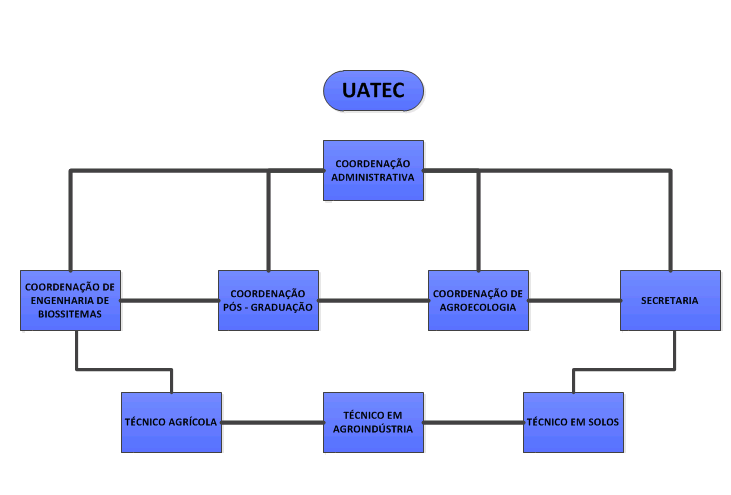 UATEC
COORDENAÇÃO
ADMINISTRATIVA
COORDENAÇÃO DE
ENGENHARIA DE
BIOSSITEMAS
COORDENAÇÃO
PÓS - GRADUAÇÃO
COORDENAÇÃO DE
AGROECOLOGIA
SECRETARIA
TÉCNICO AGRÍCOLA
TÉCNICO EM
AGROINDÚSTRIA
TÉCNICO EM SOLOS